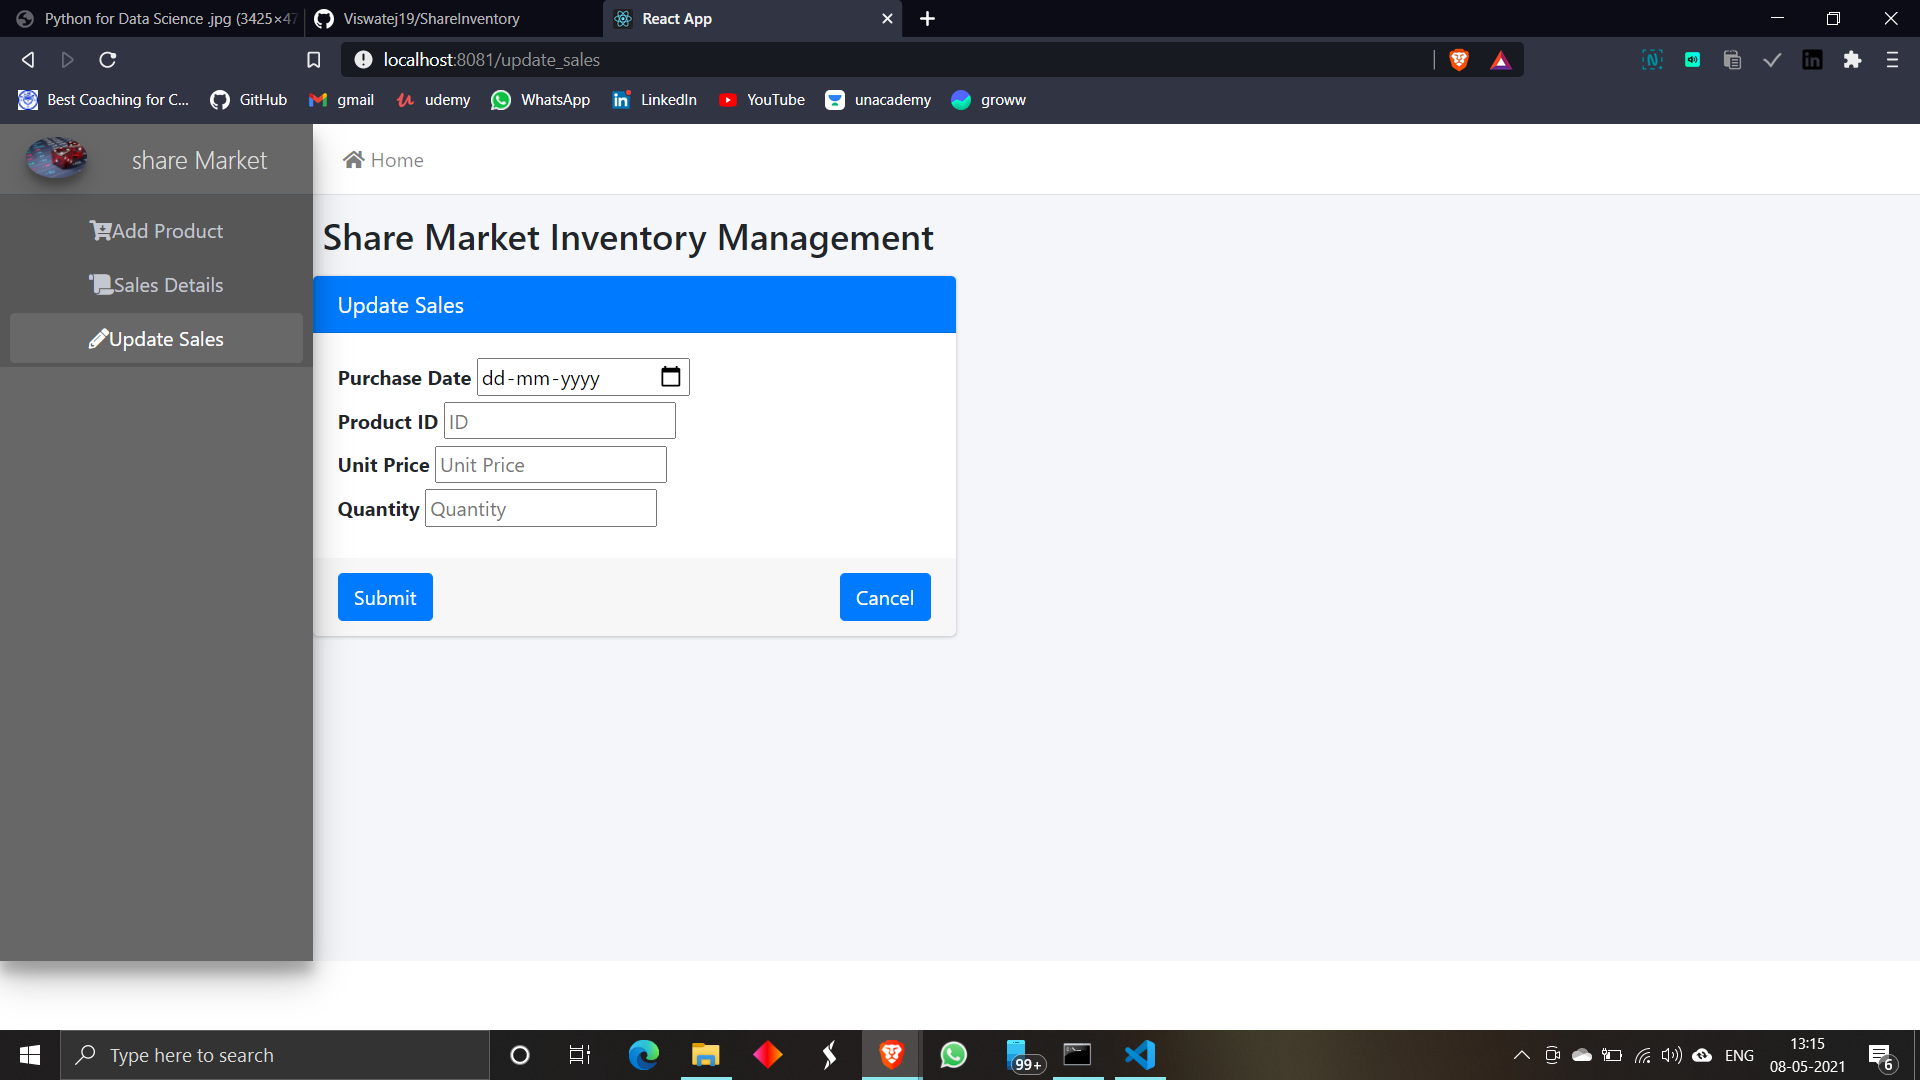 Python for Data Science .jpg (3425×47
Viswatej19/ShareInventory
React App
localhost:8081/update_sales
Best Coaching for C...
GitHub
gmail
udemy
WhatsApp
LinkedIn
YouTube
unacademy
groww
share Market
Home
Add Product
Sales Details
Update Sales
Share Market Inventory Management
Update Sales
Purchase Date dd-mm-yyyy
Product ID ID
Unit Price Unit Price
Quantity Quantity
Submit Cancel
Type here to search
99+
ENG
13:15
08-05-2021
6